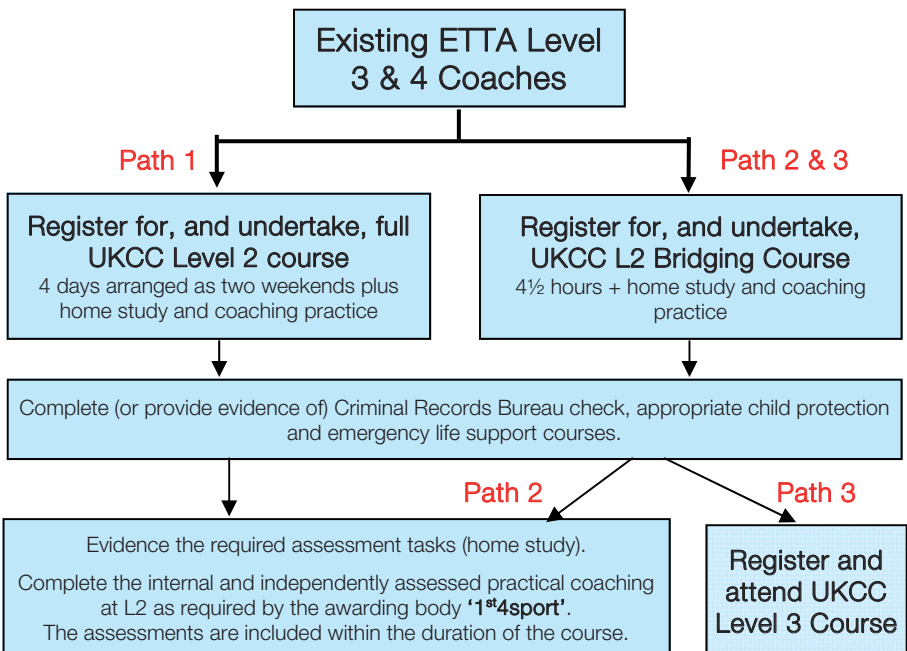 Existing ETTA Level
3 & 4 Coaches
Path 1
Path 2 & 3
Register for, and undertake, full
UKCC Level 2 course
4 days arranged as two weekends plus
home study and coaching practice
Register for, and undertake,
UKCC L2 Bridging Course
4½ hours + home study and coaching
practice
Complete (or provide evidence of) Criminal Records Bureau check, appropriate child protection
and emergency life support courses.
Path 2
Path 3
Evidence the required assessment tasks (home study).
Complete the internal and independently assessed practical coaching
at L2 as required by the awarding body ‘1st4sport’.
The assessments are included within the duration of the course.
Register and
attend UKCC
Level 3 Course